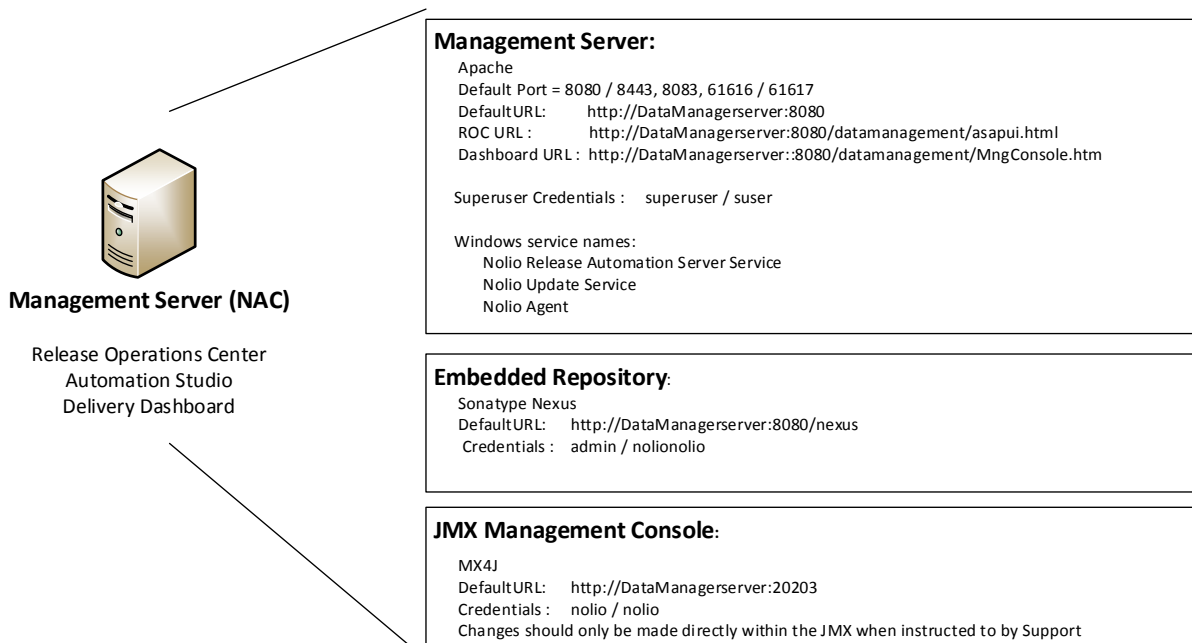 Management Server (NAC)
Release Operations Center
Automation Studio
Delivery Dashboard
Management Server:
Apache
Default Port = 8080 / 8443, 8083, 61616 / 61617
DefaultURL: http://DataManagerserver:8080
ROC URL : http://DataManagerserver:8080/datamanagement/asapui.html
Dashboard URL : http://DataManagerserver::8080/datamanagement/MngConsole.htm
Superuser Credentials : superuser / suser
Windows service names:
Nolio Release Automation Server Service
Nolio Update Service
Nolio Agent
Embedded Repository:
Sonatype Nexus
DefaultURL: http://DataManagerserver:8080/nexus
Credentials : admin / nolionolio
JMX Management Console:
MX4J
DefaultURL: http://DataManagerserver:20203
Credentials : nolio / nolio
Changes should only be made directly within the JMX when instructed to by Support